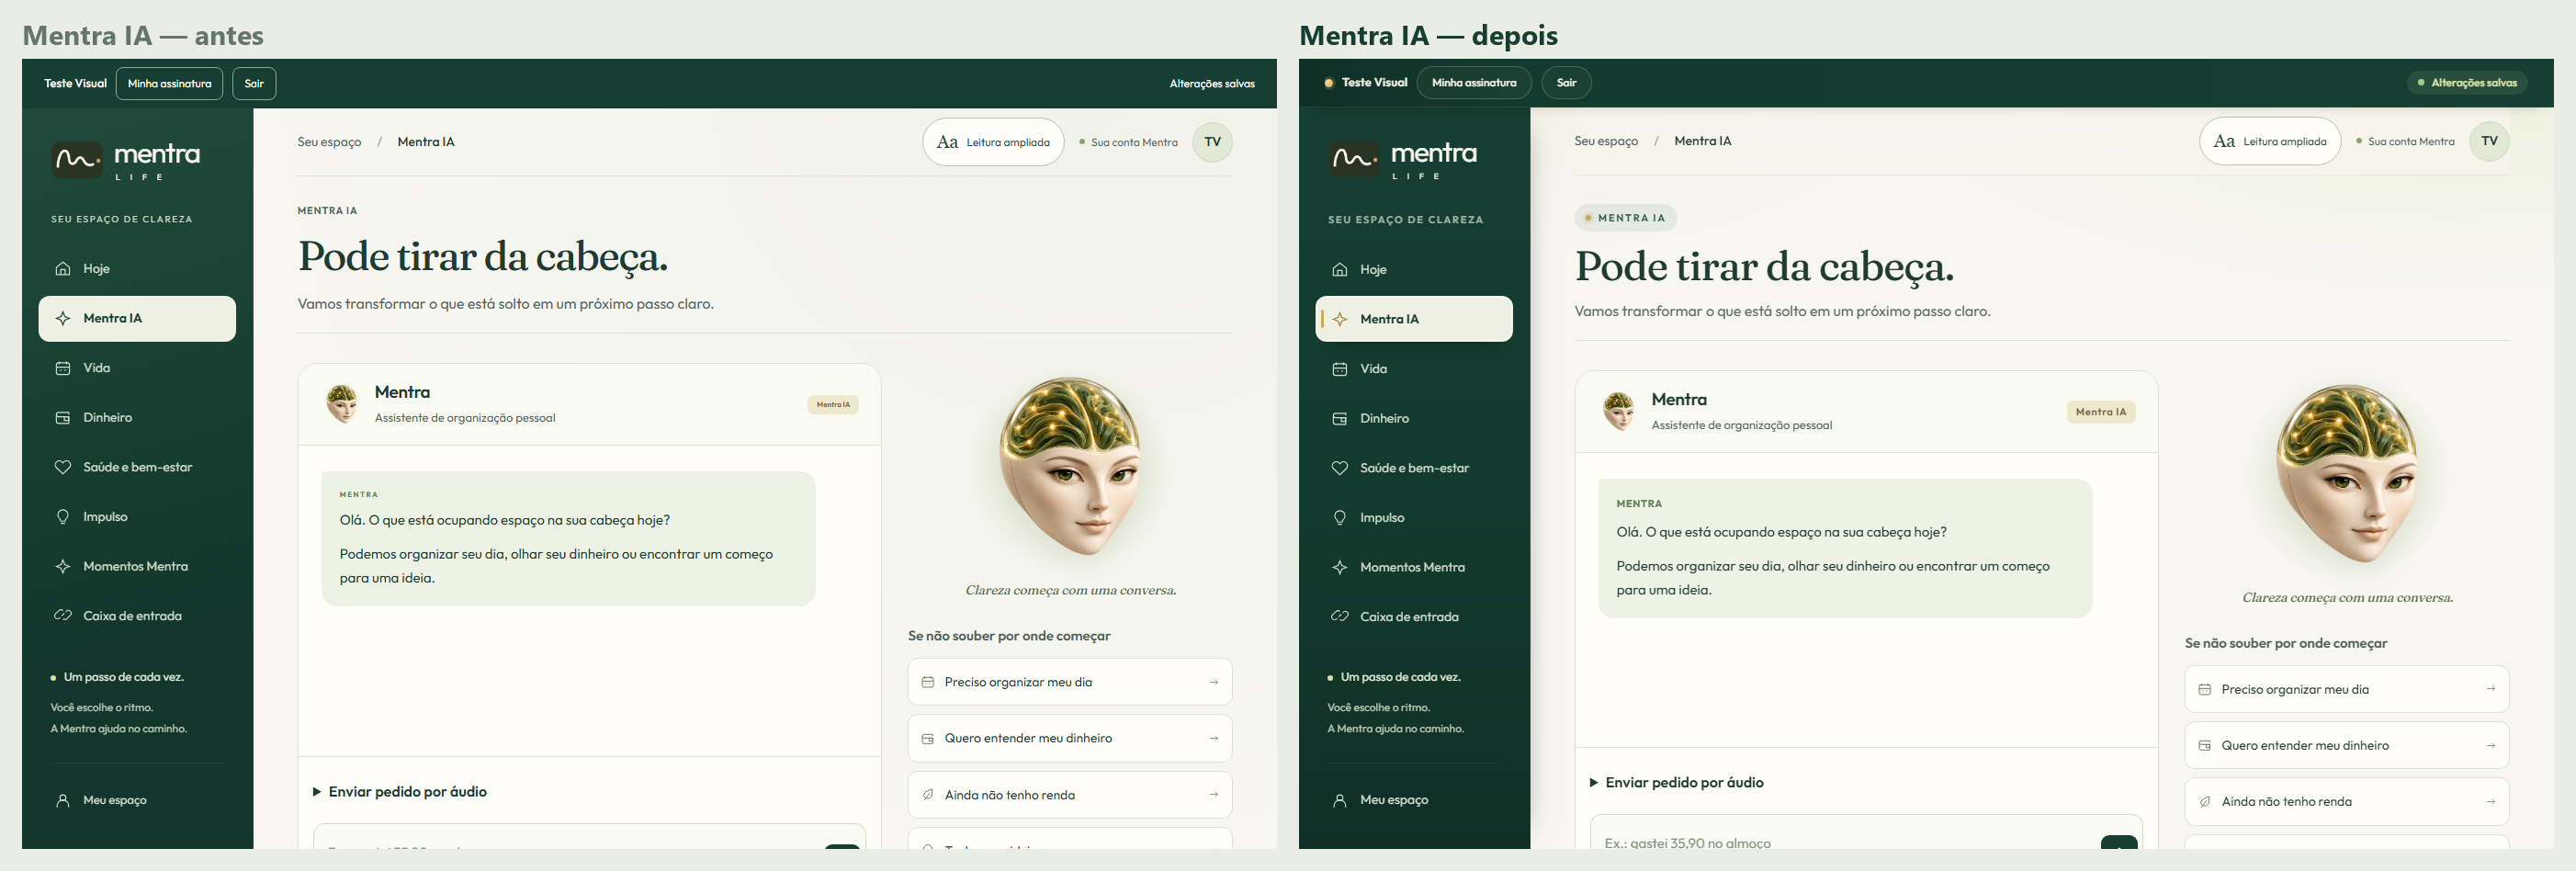 Mentra IA — antes
Teste Visual
Minha assinatura
Sair
Alterações salvas
mentra
LIFE
SEU ESPAÇO DE CLAREZA
Hoje
Mentra IA
Vida
Dinheiro
Saúde e bem-estar
Impulso
Momentos Mentra
Caixa de entrada
Um passo de cada vez.
Você escolhe o ritmo.
A Mentra ajuda no caminho.
Meu espaço
Seu espaço / Mentra IA
Aa Leitura ampliada
Sua conta Mentra
TV
MENTRA IA
Pode tirar da cabeça.
Vamos transformar o que está solto em um próximo passo claro.
Mentra
Assistente de organização pessoal
Mentra IA
MENTRA
Olá. O que está ocupando espaço na sua cabeça hoje?
Podemos organizar seu dia, olhar seu dinheiro ou encontrar um começo
para uma ideia.
Enviar pedido por áudio
Clareza começa com uma conversa.
Se não souber por onde começar
Preciso organizar meu dia →
Quero entender meu dinheiro →
Ainda não tenho renda →
Mentra IA — depois
Teste Visual
Minha assinatura
Sair
Alterações salvas
mentra
LIFE
SEU ESPAÇO DE CLAREZA
Hoje
Mentra IA
Vida
Dinheiro
Saúde e bem-estar
Impulso
Momentos Mentra
Caixa de entrada
Um passo de cada vez.
Você escolhe o ritmo.
A Mentra ajuda no caminho.
Meu espaço
Seu espaço / Mentra IA
Aa Leitura ampliada
Sua conta Mentra
TV
MENTRA IA
Pode tirar da cabeça.
Vamos transformar o que está solto em um próximo passo claro.
Mentra
Assistente de organização pessoal
Mentra IA
MENTRA
Olá. O que está ocupando espaço na sua cabeça hoje?
Podemos organizar seu dia, olhar seu dinheiro ou encontrar um começo
para uma ideia.
Enviar pedido por áudio
Ex.: gastei 35,90 no almoço
Clareza começa com uma conversa.
Se não souber por onde começar
Preciso organizar meu dia →
Quero entender meu dinheiro →
Ainda não tenho renda →